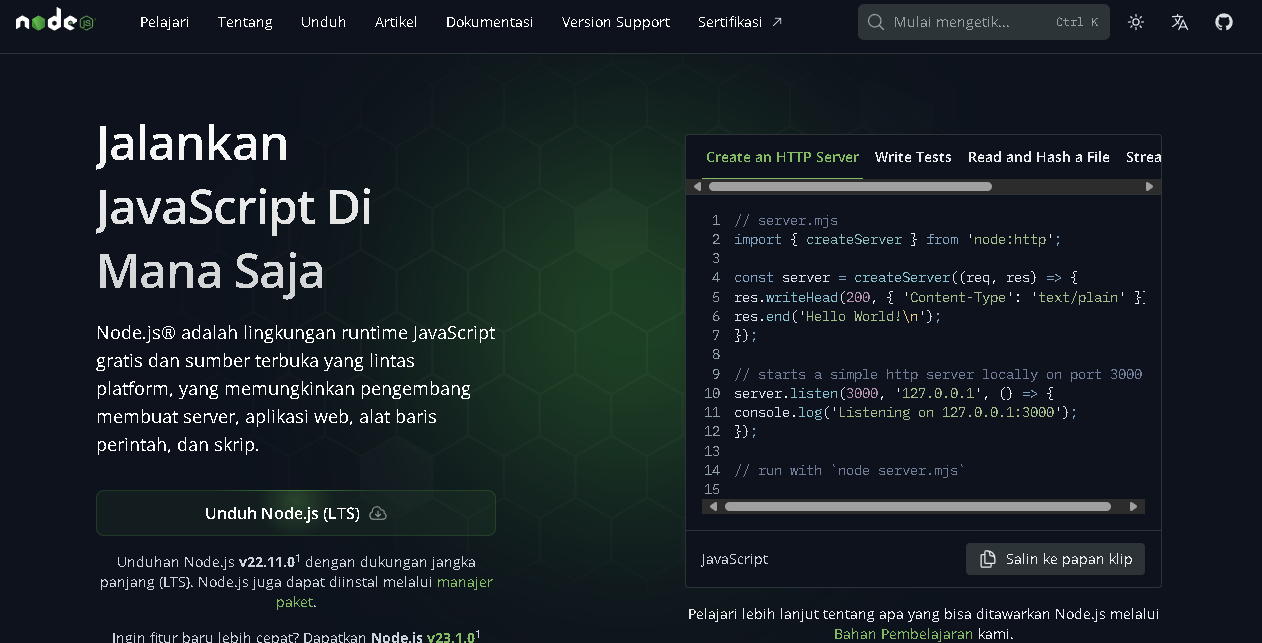 node JS
Pelajari Tentang Unduh Artikel Dokumentasi Version Support Sertifikasi ↗ Mulai mengetik... Ctrl K
Jalankan
JavaScript Di
Mana Saja
Node.js® adalah lingkungan runtime JavaScript
gratis dan sumber terbuka yang lintas
platform, yang memungkinkan pengembang
membuat server, aplikasi web, alat baris
perintah, dan skrip.
Unduh Node.js (LTS)
Unduhan Node.js v22.11.0¹ dengan dukungan jangka
panjang (LTS). Node.js juga dapat diinstal melalui manajer
paket.
Ingin fitur baru lebih cepat? Dapatkan Node.js v23.1.0¹
Create an HTTP Server Write Tests Read and Hash a File Strea
1 // server.mjs
2 import { createServer } from 'node:http';
3
4 const server = createServer((req, res) => {
5 res.writeHead(200, { 'Content-Type': 'text/plain' }
6 res.end('Hello World!\n');
7 });
8
9 // starts a simple http server locally on port 3000
10 server.listen(3000, '127.0.0.1', () => {
11 console.log('Listening on 127.0.0.1:3000');
12 });
13
14 // run with `node server.mjs`
15
JavaScript Salin ke papan klip
Pelajari lebih lanjut tentang apa yang bisa ditawarkan Node.js melalui
Bahan Pembelajaran kami.